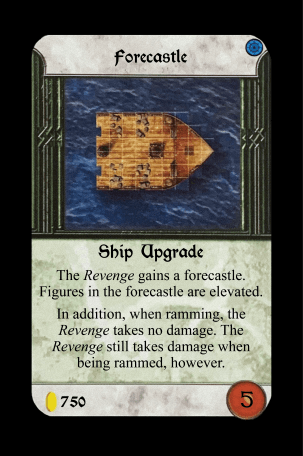 Forecastle
Ship Upgrade
The Revenge gains a forecastle.
Figures in the forecastle are elevated.
In addition, when ramming, the
Revenge takes no damage. The
Revenge still takes damage when
being rammed, however.
750
5